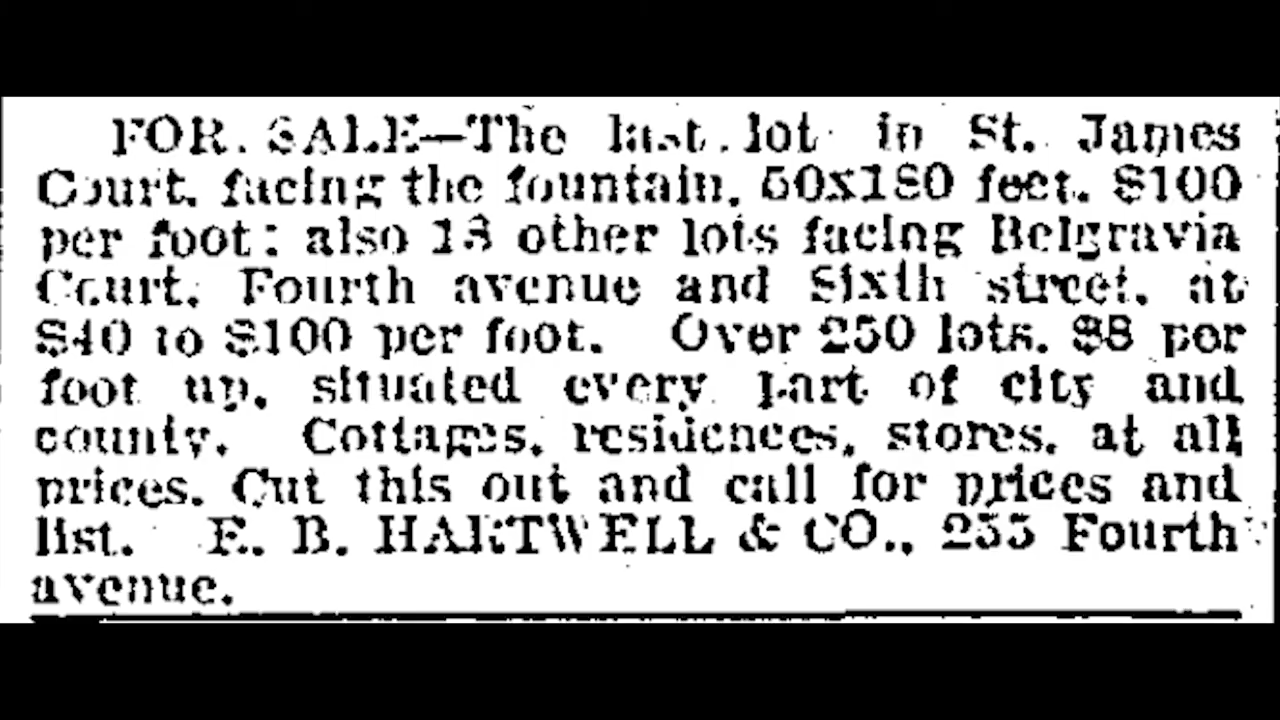 FOR SALE—The last lot in St. James
Court, facing the fountain, 50x180 feet, $100
per foot; also 18 other lots facing Belgravia
Court, Fourth avenue and Sixth street, at
$40 to $100 per foot. Over 250 lots, $8 per
foot up, situated every part of city and
county. Cottages, residences, stores, at all
prices. Cut this out and call for prices and
list. E. B. HARTWELL & CO., Fourth
avenue.